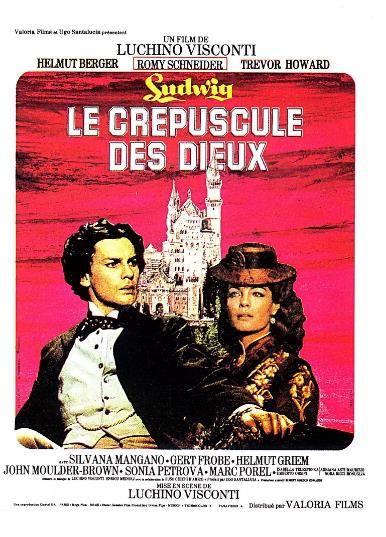 Valoria Films et Ugo Santalucia présentent
UN FILM DE
LUCHINO VISCONTI
HELMUT BERGER ROMY SCHNEIDER TREVOR HOWARD
Ludwig
LE CREPUSCULE
DES DIEUX
avec SILVANA MANGANO • GERT FROBE • HELMUT GRIEM
JOHN MOULDER-BROWN • SONIA PETROVA • MARC POREL
MISE EN SCÈNE DE
LUCHINO VISCONTI
Distribué par VALORIA FILMS